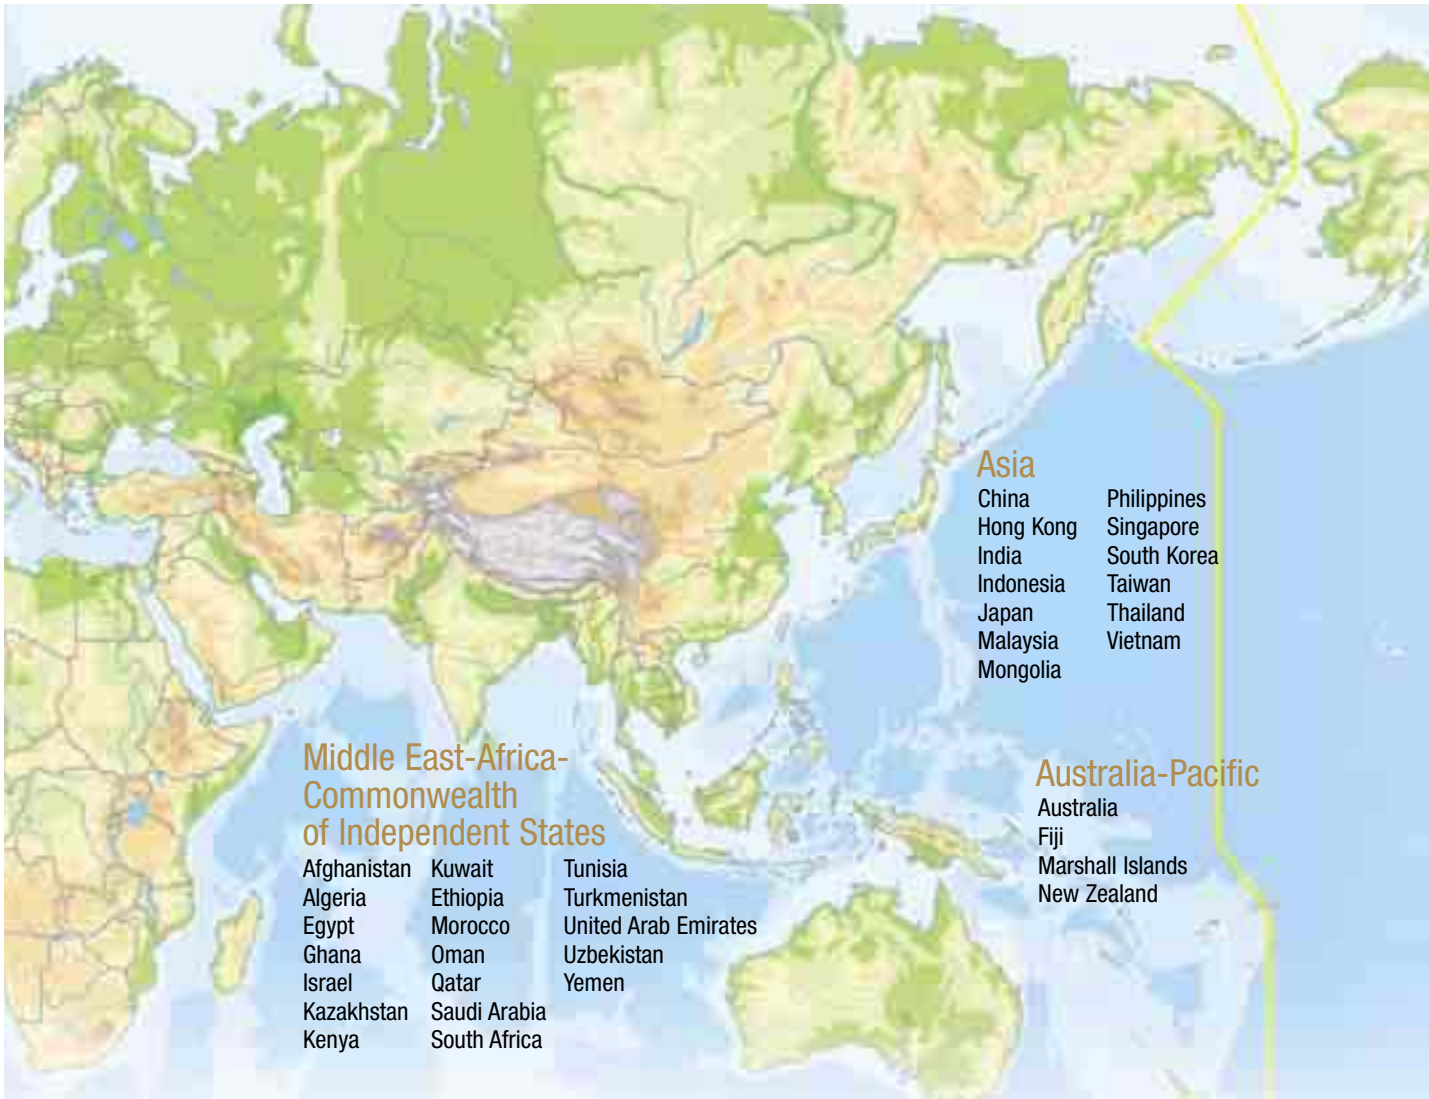 Asia
China
Hong Kong
India
Indonesia
Japan
Malaysia
Mongolia
Philippines
Singapore
South Korea
Taiwan
Thailand
Vietnam
Middle East-Africa-
Commonwealth
of Independent States
Afghanistan
Algeria
Egypt
Ghana
Israel
Kazakhstan
Kenya
Kuwait
Ethiopia
Morocco
Oman
Qatar
Saudi Arabia
South Africa
Tunisia
Turkmenistan
United Arab Emirates
Uzbekistan
Yemen
Australia-Pacific
Australia
Fiji
Marshall Islands
New Zealand